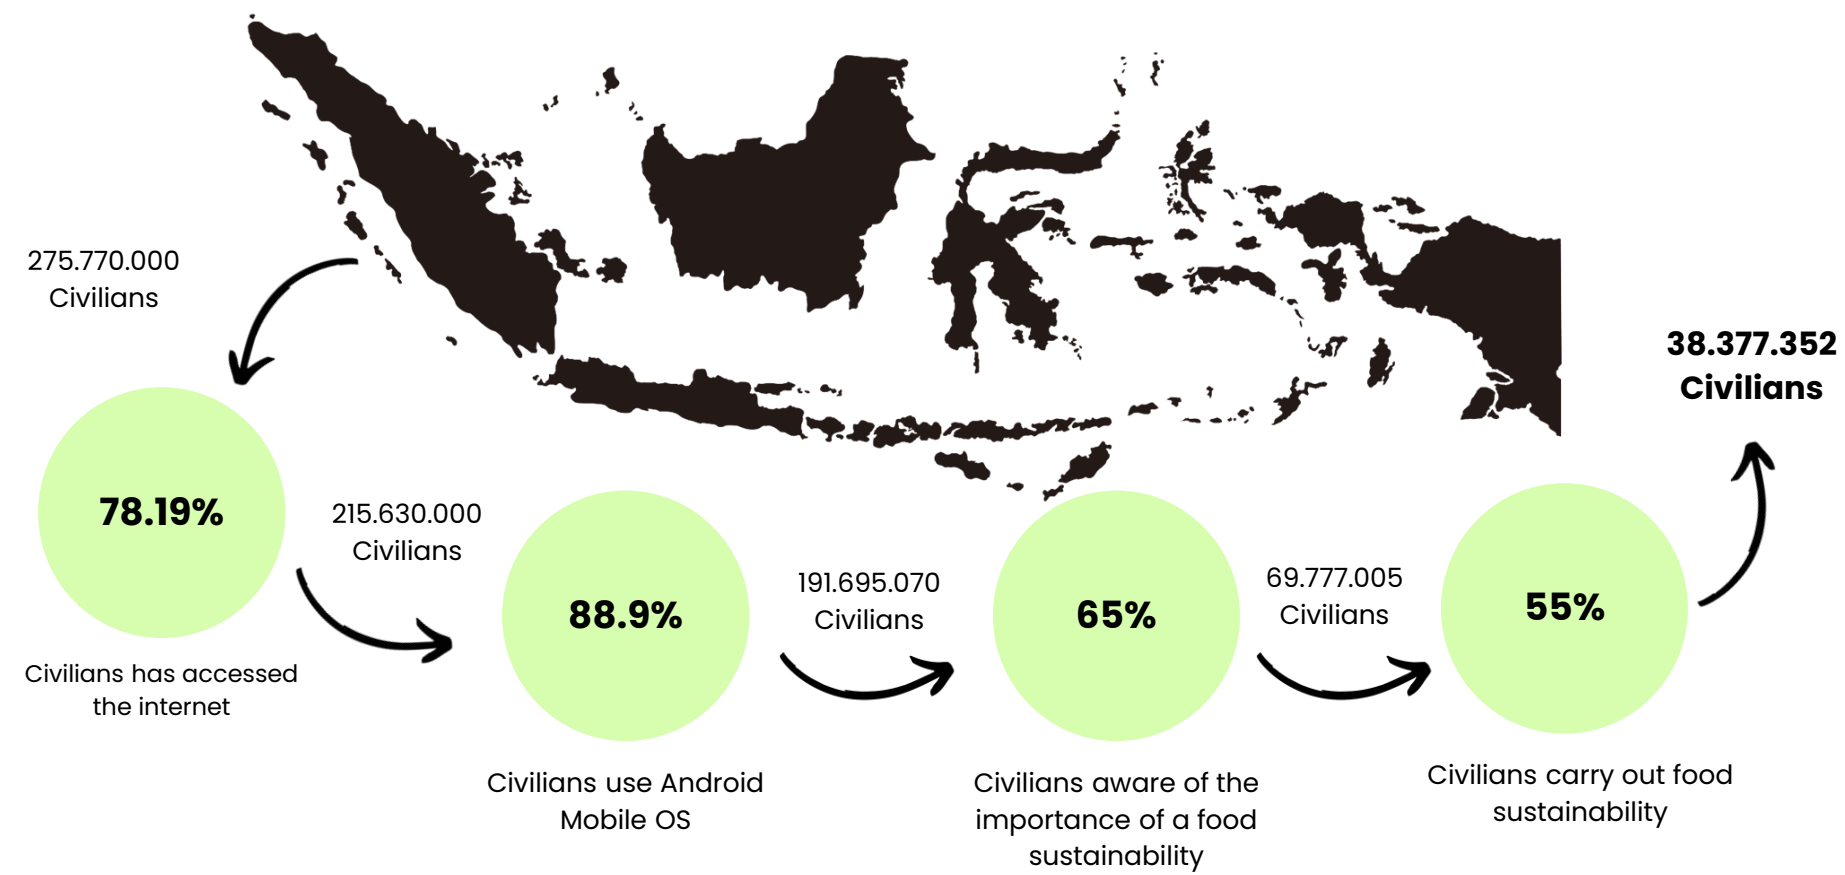 275.770.000
Civilians
78.19%
Civilians has accessed
the internet
215.630.000
Civilians
88.9%
Civilians use Android
Mobile OS
191.695.070
Civilians
65%
Civilians aware of the
importance of a food
sustainability
69.777.005
Civilians
55%
Civilians carry out food
sustainability
38.377.352
Civilians